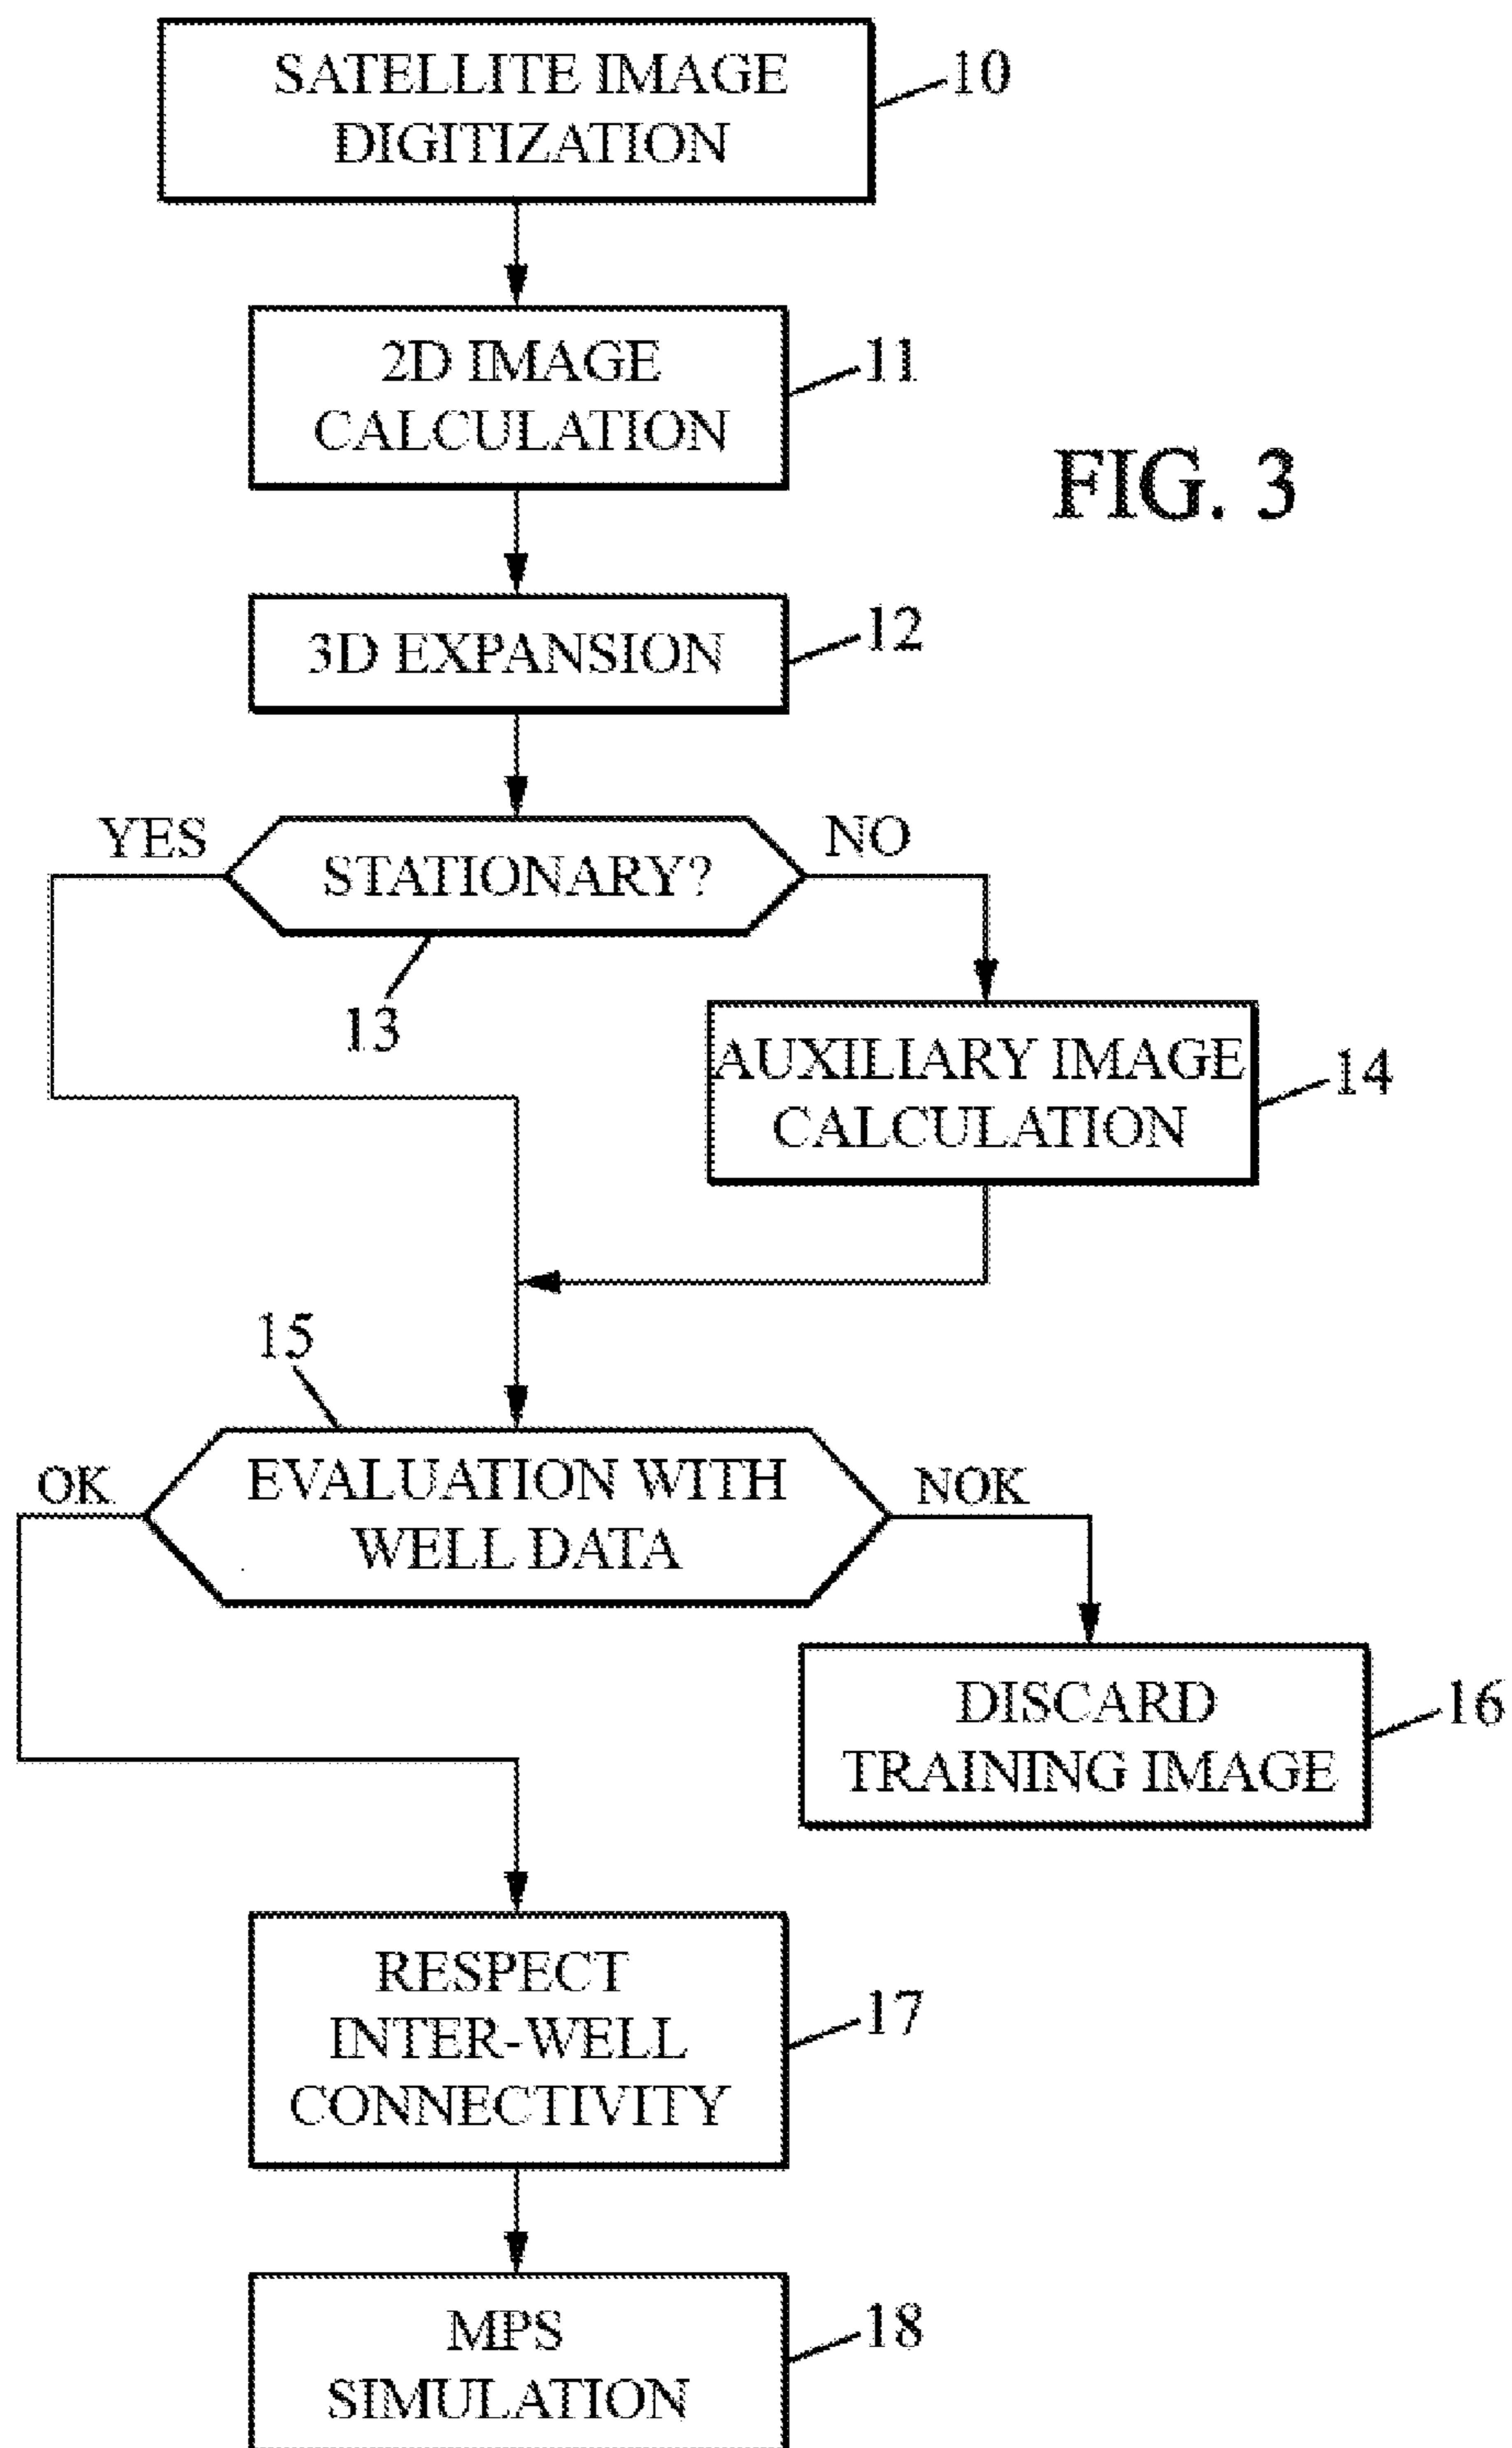 SATELLITE IMAGE
DIGITIZATION
10
2D IMAGE
CALCULATION
11
FIG. 3
3D EXPANSION
12
YES
STATIONARY?
NO
13
AUXILIARY IMAGE
CALCULATION
14
15
OK
EVALUATION WITH
WELL DATA
NOK
DISCARD
TRAINING IMAGE
16
RESPECT
INTER-WELL
CONNECTIVITY
17
MPS
SIMULATION
18